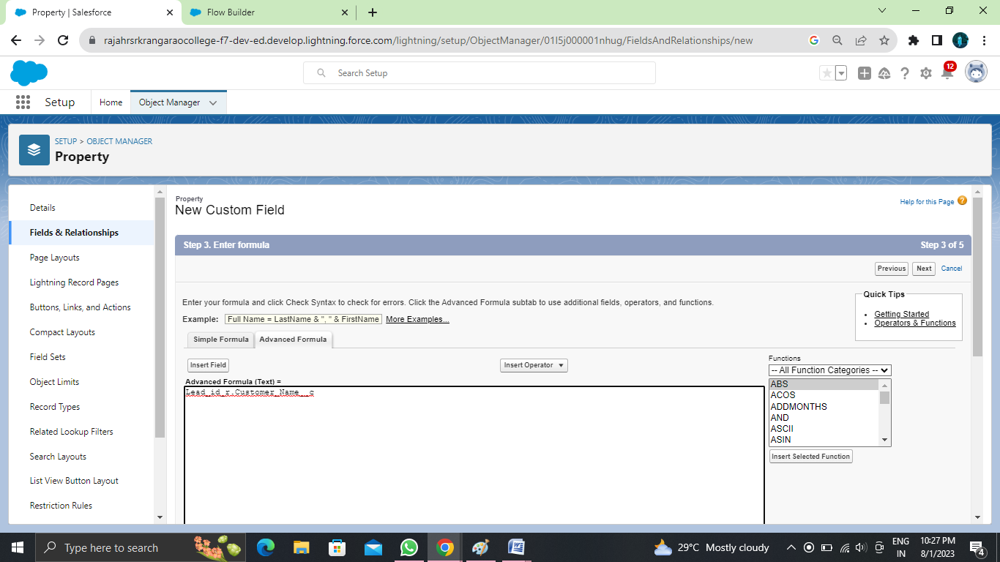 Property | Salesforce
Flow Builder
rajahrsrkrangaraocollege-f7-dev-ed.develop.lightning.force.com/lightning/setup/ObjectManager/01I5j000001nhug/FieldsAndRelationships/new
Search Setup
12
Setup
Home
Object Manager
SETUP > OBJECT MANAGER
Property
Details
Fields & Relationships
Page Layouts
Lightning Record Pages
Buttons, Links, and Actions
Compact Layouts
Field Sets
Object Limits
Record Types
Related Lookup Filters
Search Layouts
List View Button Layout
Restriction Rules
Property
New Custom Field
Help for this Page
Step 3. Enter formula
Step 3 of 5
Previous
Next
Cancel
Enter your formula and click Check Syntax to check for errors. Click the Advanced Formula subtab to use additional fields, operators, and functions.
Example: Full Name = LastName & ", " & FirstName More Examples...
Quick Tips
• Getting Started
• Operators & Functions
Simple Formula
Advanced Formula
Insert Field
Insert Operator
Advanced Formula (Text) =
Lead_id_r.Customer_Name__c
Functions
-- All Function Categories --
ABS
ACOS
ADDMONTHS
AND
ASCII
ASIN
Insert Selected Function
Type here to search
29°C Mostly cloudy
ENG
IN
10:27 PM
8/1/2023
4